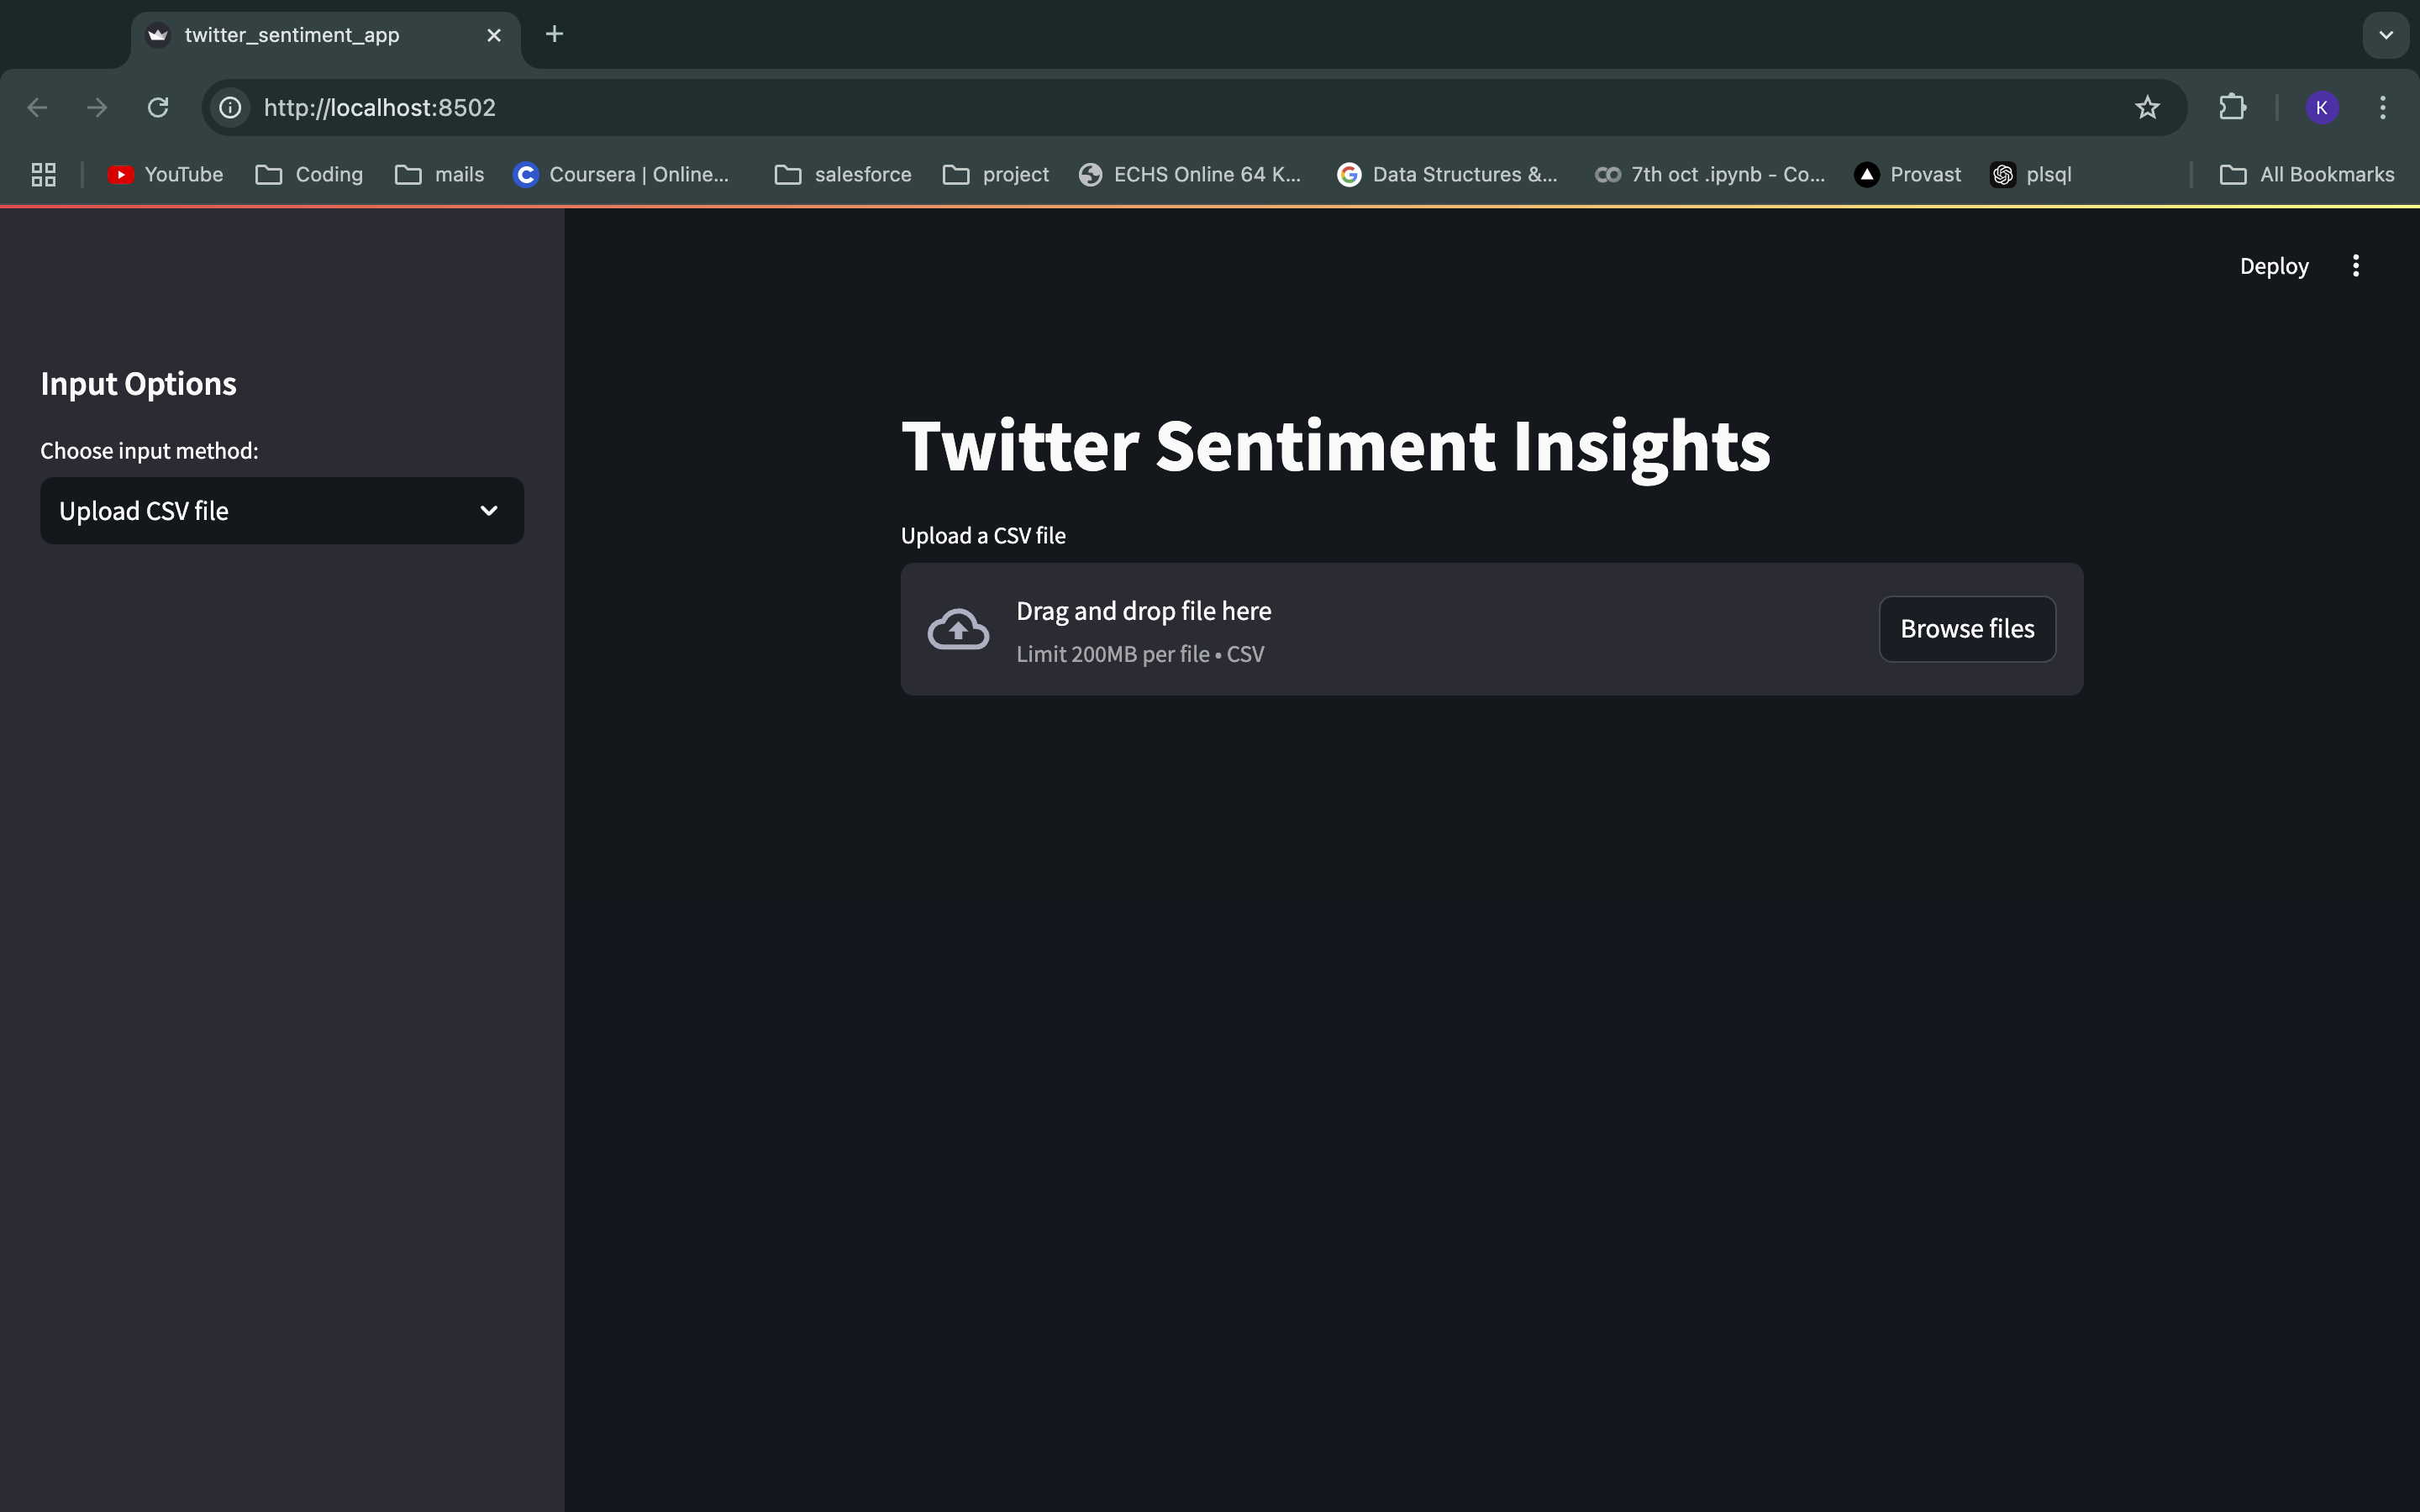 twitter_sentiment_app
http://localhost:8502
K
YouTube
Coding
mails
Coursera | Online...
salesforce
project
ECHS Online 64 K...
Data Structures &...
7th oct .ipynb - Co...
Provast
plsql
All Bookmarks
Deploy
Input Options
Choose input method:
Upload CSV file
Twitter Sentiment Insights
Upload a CSV file
Drag and drop file here
Limit 200MB per file • CSV
Browse files